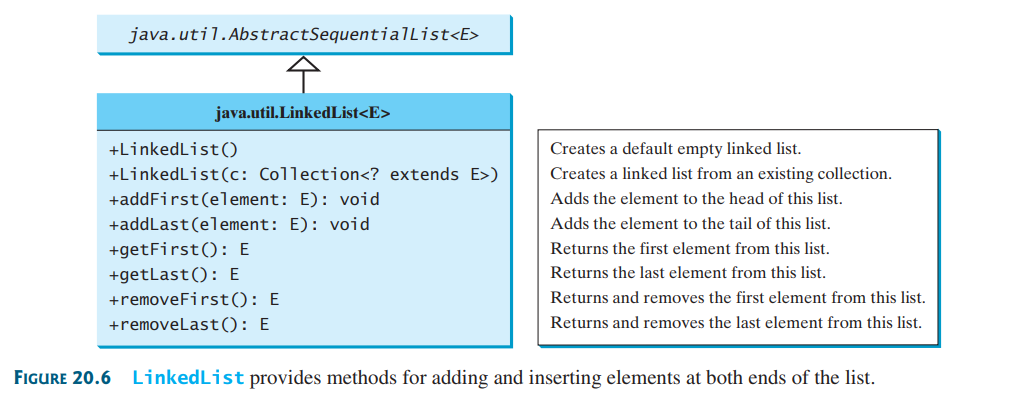 java.util.AbstractSequentialList<E>
java.util.LinkedList<E>
+LinkedList()
+LinkedList(c: Collection<? extends E>)
+addFirst(element: E): void
+addLast(element: E): void
+getFirst(): E
+getLast(): E
+removeFirst(): E
+removeLast(): E
Creates a default empty linked list.
Creates a linked list from an existing collection.
Adds the element to the head of this list.
Adds the element to the tail of this list.
Returns the first element from this list.
Returns the last element from this list.
Returns and removes the first element from this list.
Returns and removes the last element from this list.
FIGURE 20.6 LinkedList provides methods for adding and inserting elements at both ends of the list.